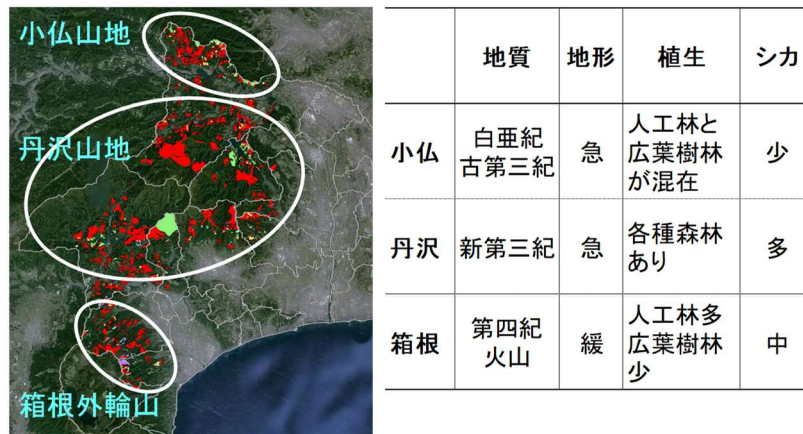 小仏山地
丹沢山地
箱根外輪山
地質 地形 植生 シカ
小仏 白亜紀 古第三紀 急 人工林と 広葉樹林 が混在 少
丹沢 新第三紀 急 各種森林 あり 多
箱根 第四紀 火山 緩 人工林多 広葉樹林 少 中